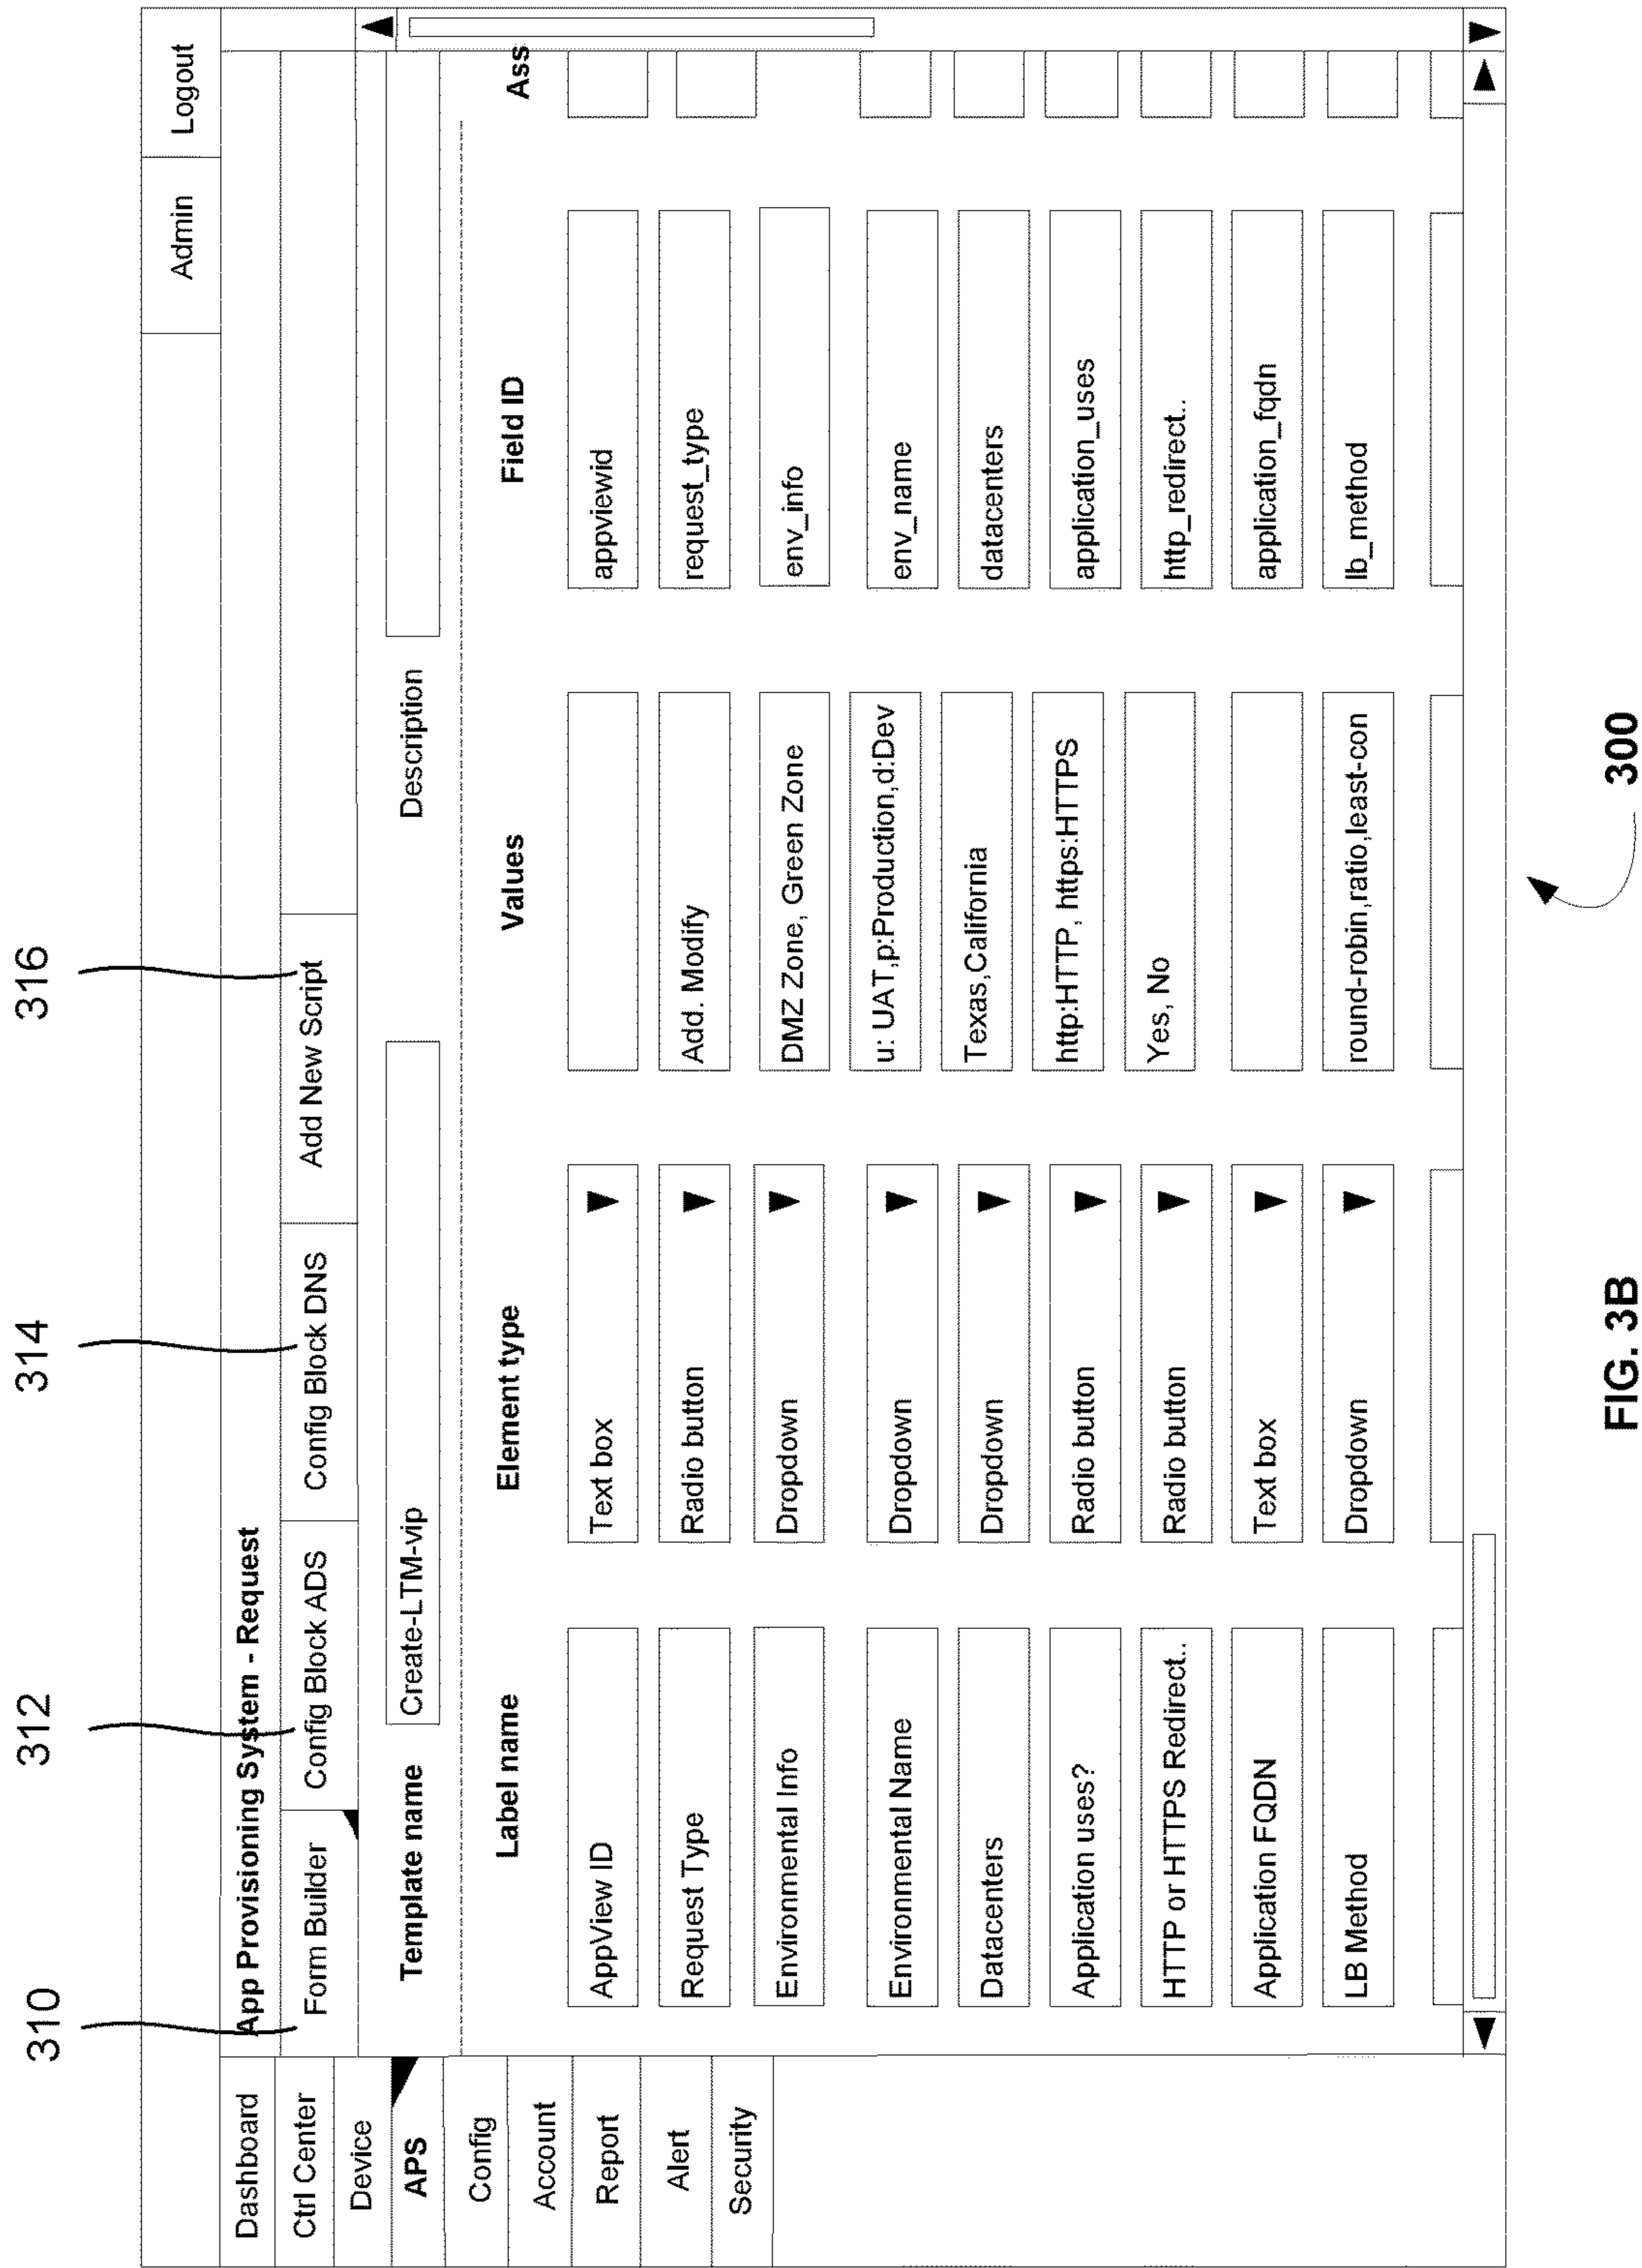 310 312 314 316
Admin Logout
Dashboard
Ctrl Center
Device
APS
Config
Account
Report
Alert
Security
App Provisioning System - Request
Form Builder Config Block ADS Config Block DNS Add New Script
Template name Create-LTM-vip Description
Label name Element type Values Field ID Ass
AppView ID Text box appviewid
Request Type Radio button Add. Modify request_type
Environmental Info Dropdown DMZ Zone, Green Zone env_info
Environmental Name Dropdown u: UAT,p:Production,d:Dev env_name
Datacenters Dropdown Texas,California datacenters
Application uses? Radio button http:HTTP, https:HTTPS application_uses
HTTP or HTTPS Redirect.. Radio button Yes, No http_redirect..
Application FQDN Text box application_fqdn
LB Method Dropdown round-robin,ratio,least-con lb_method
300
FIG. 3B